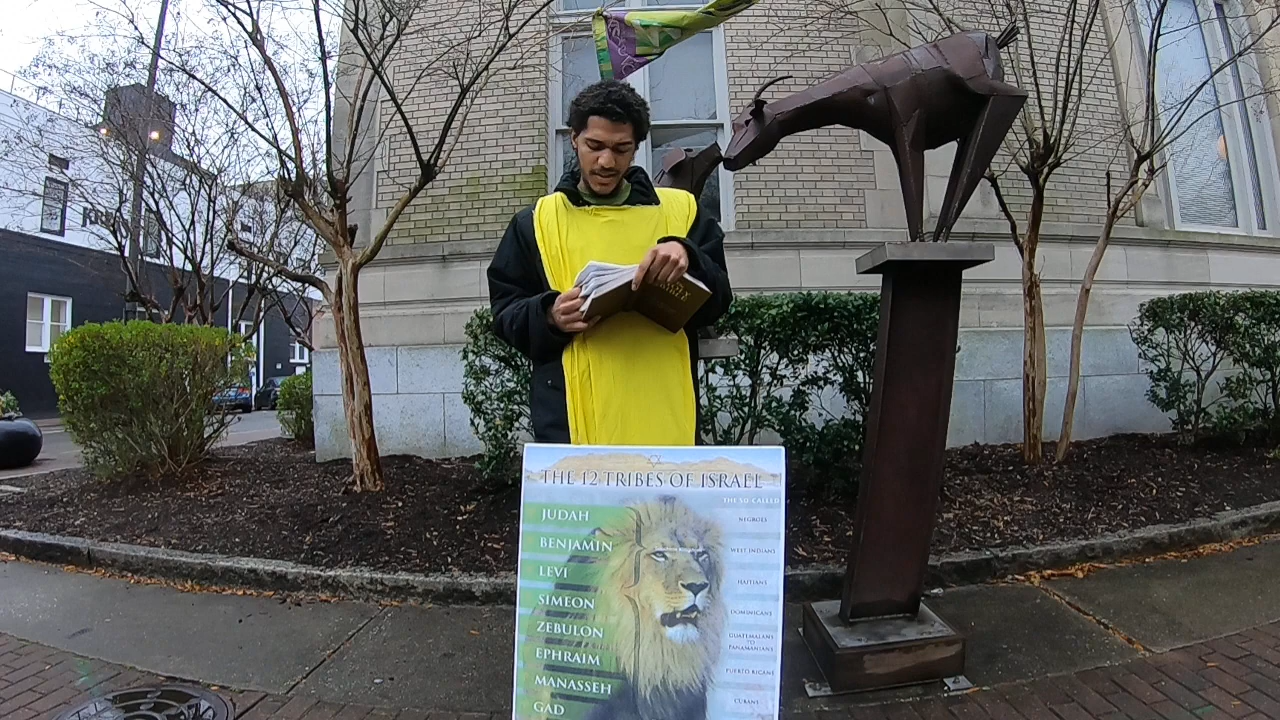 THE 12 TRIBES OF ISRAEL
THE SO CALLED
JUDAH
NEGROES
BENJAMIN
WEST INDIANS
LEVI
HAITIANS
SIMEON
DOMINICANS
ZEBULON
GUATEMALANS
TO
PANAMANIANS
EPHRAIM
PUERTO RICANS
MANASSEH
CUBANS
GAD